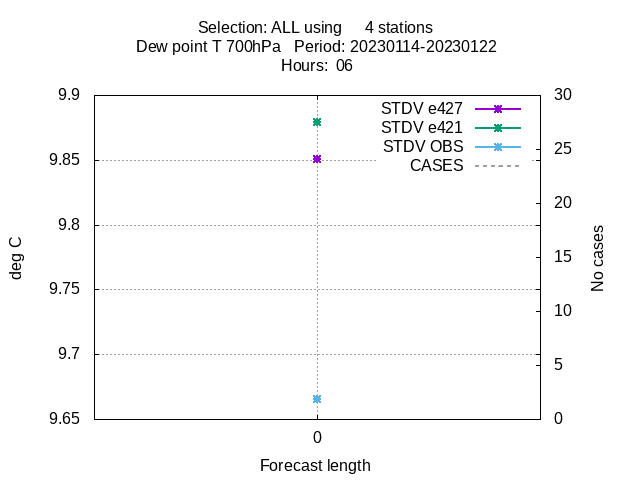 Selection: ALL using 4 stations
Dew point T 700hPa Period: 20230114-20230122
Hours: 06
STDV e427
STDV e421
STDV OBS
CASES
deg C
9.9
9.85
9.8
9.75
9.7
9.65
30
25
20
15
10
5
0
No cases
0
Forecast length